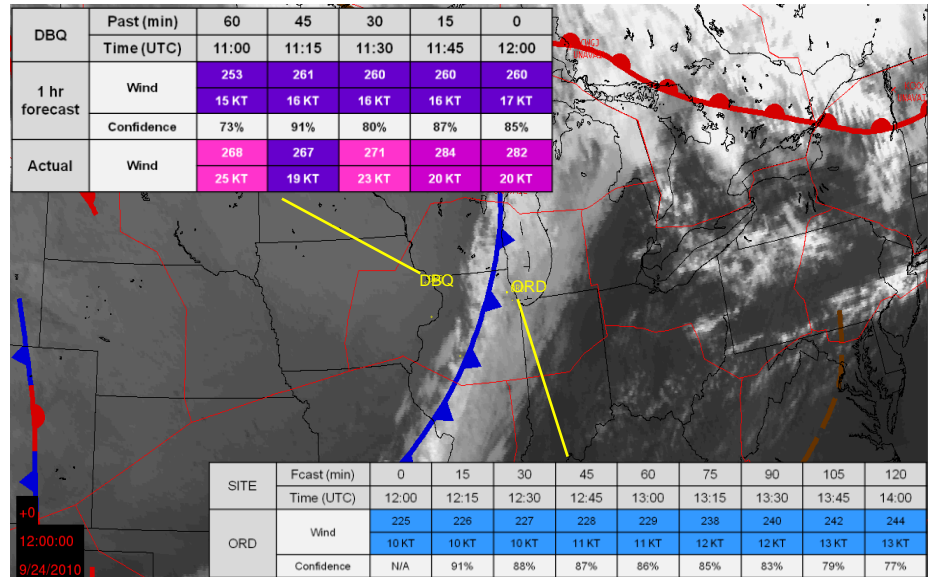 DBQ Past (min) 60 45 30 15 0
Time (UTC) 11:00 11:15 11:30 11:45 12:00
1 hr forecast Wind 253 261 260 260 260
15 KT 16 KT 16 KT 16 KT 17 KT
Confidence 73% 91% 80% 87% 85%
Actual Wind 268 267 271 284 282
25 KT 19 KT 23 KT 20 KT 20 KT
DBQ
ORD
SITE Fcast (min) 0 15 30 45 60 75 90 105 120
Time (UTC) 12:00 12:15 12:30 12:45 13:00 13:15 13:30 13:45 14:00
ORD Wind 225 226 227 228 229 238 240 242 244
10 KT 10 KT 10 KT 11 KT 11 KT 12 KT 12 KT 13 KT 13 KT
Confidence N/A 91% 88% 87% 86% 85% 83% 79% 77%
+0
12:00:00
9/24/2010